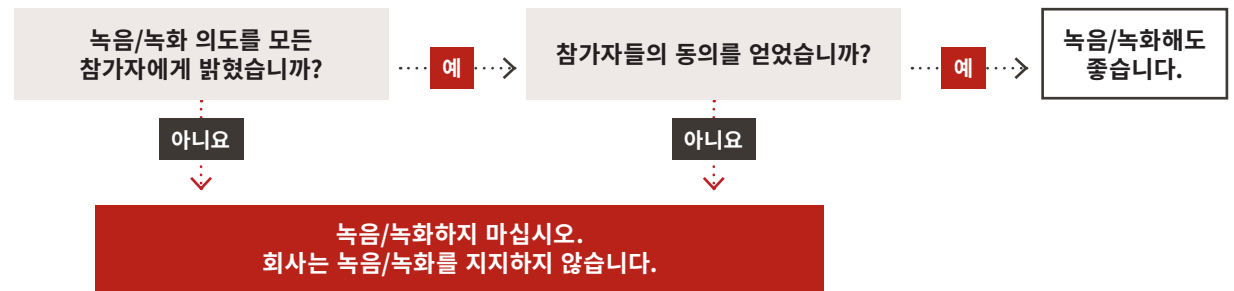 녹음/녹화 의도를 모든
참가자에게 밝혔습니까?
예
참가자들의 동의를 얻었습니까?
예
녹음/녹화해도
좋습니다.
아니요
아니요
녹음/녹화하지 마십시오.
회사는 녹음/녹화를 지지하지 않습니다.